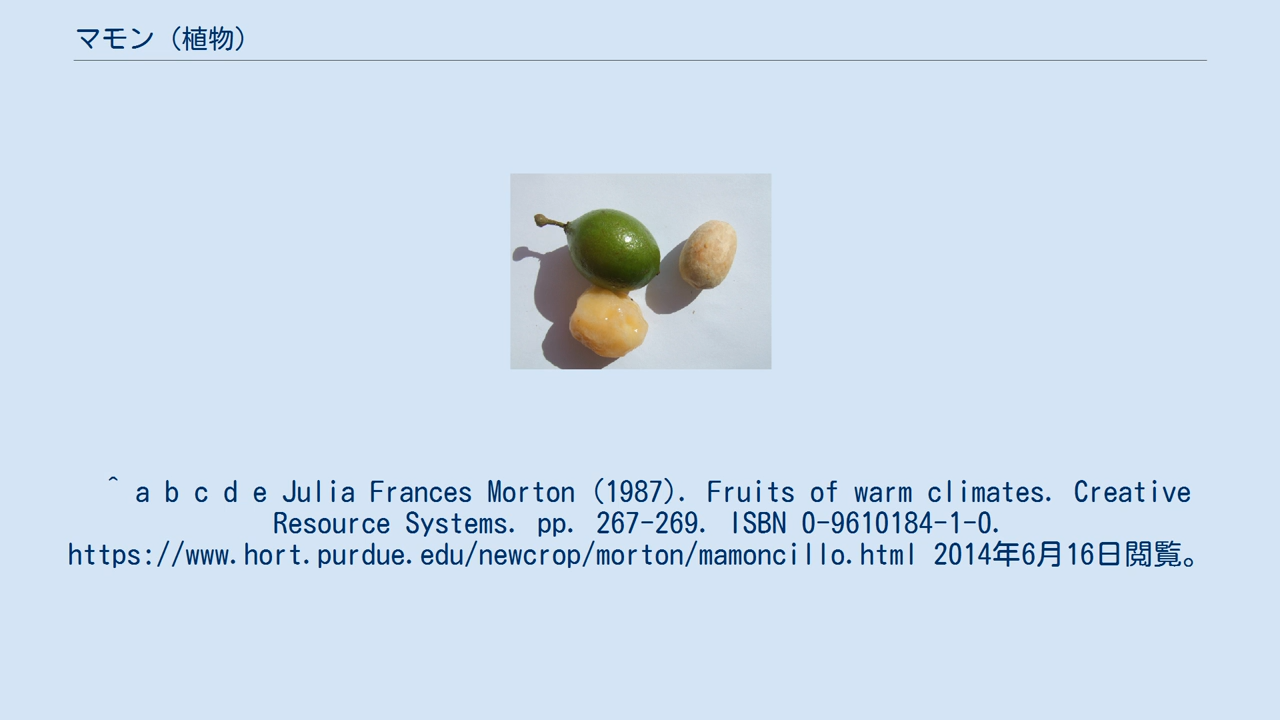 マモン（植物）
^ a b c d e Julia Frances Morton (1987). Fruits of warm climates. Creative
Resource Systems. pp. 267-269. ISBN 0-9610184-1-0.
https://www.hort.purdue.edu/newcrop/morton/mamoncillo.html 2014年6月16日閲覧。